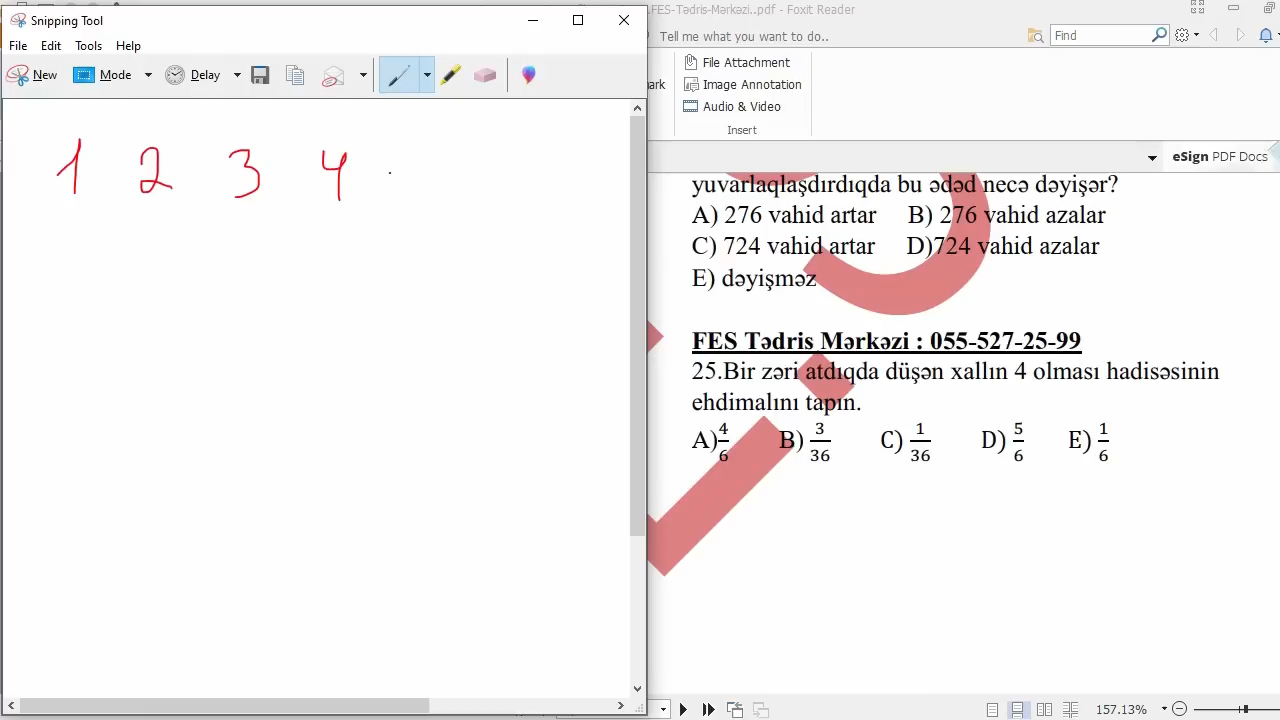 .FES-Tədris-Mərkəzi..pdf - Foxit Reader
Snipping Tool
Tell me what you want to do..
Find
File Edit Tools Help
New Mode Delay
File Attachment
Image Annotation
Audio & Video
Insert
eSign PDF Docs
1 2 3 4
yuvarlaqlaşdırdıqda bu ədəd necə dəyişər?
A) 276 vahid artar B) 276 vahid azalar
C) 724 vahid artar D)724 vahid azalar
E) dəyişməz
FES Tədris Mərkəzi : 055-527-25-99
25.Bir zəri atdıqda düşən xallın 4 olması hadisəsinin
ehdimalını tapın.
A)4/6 B) 3/36 C) 1/36 D) 5/6 E) 1/6
157.13%